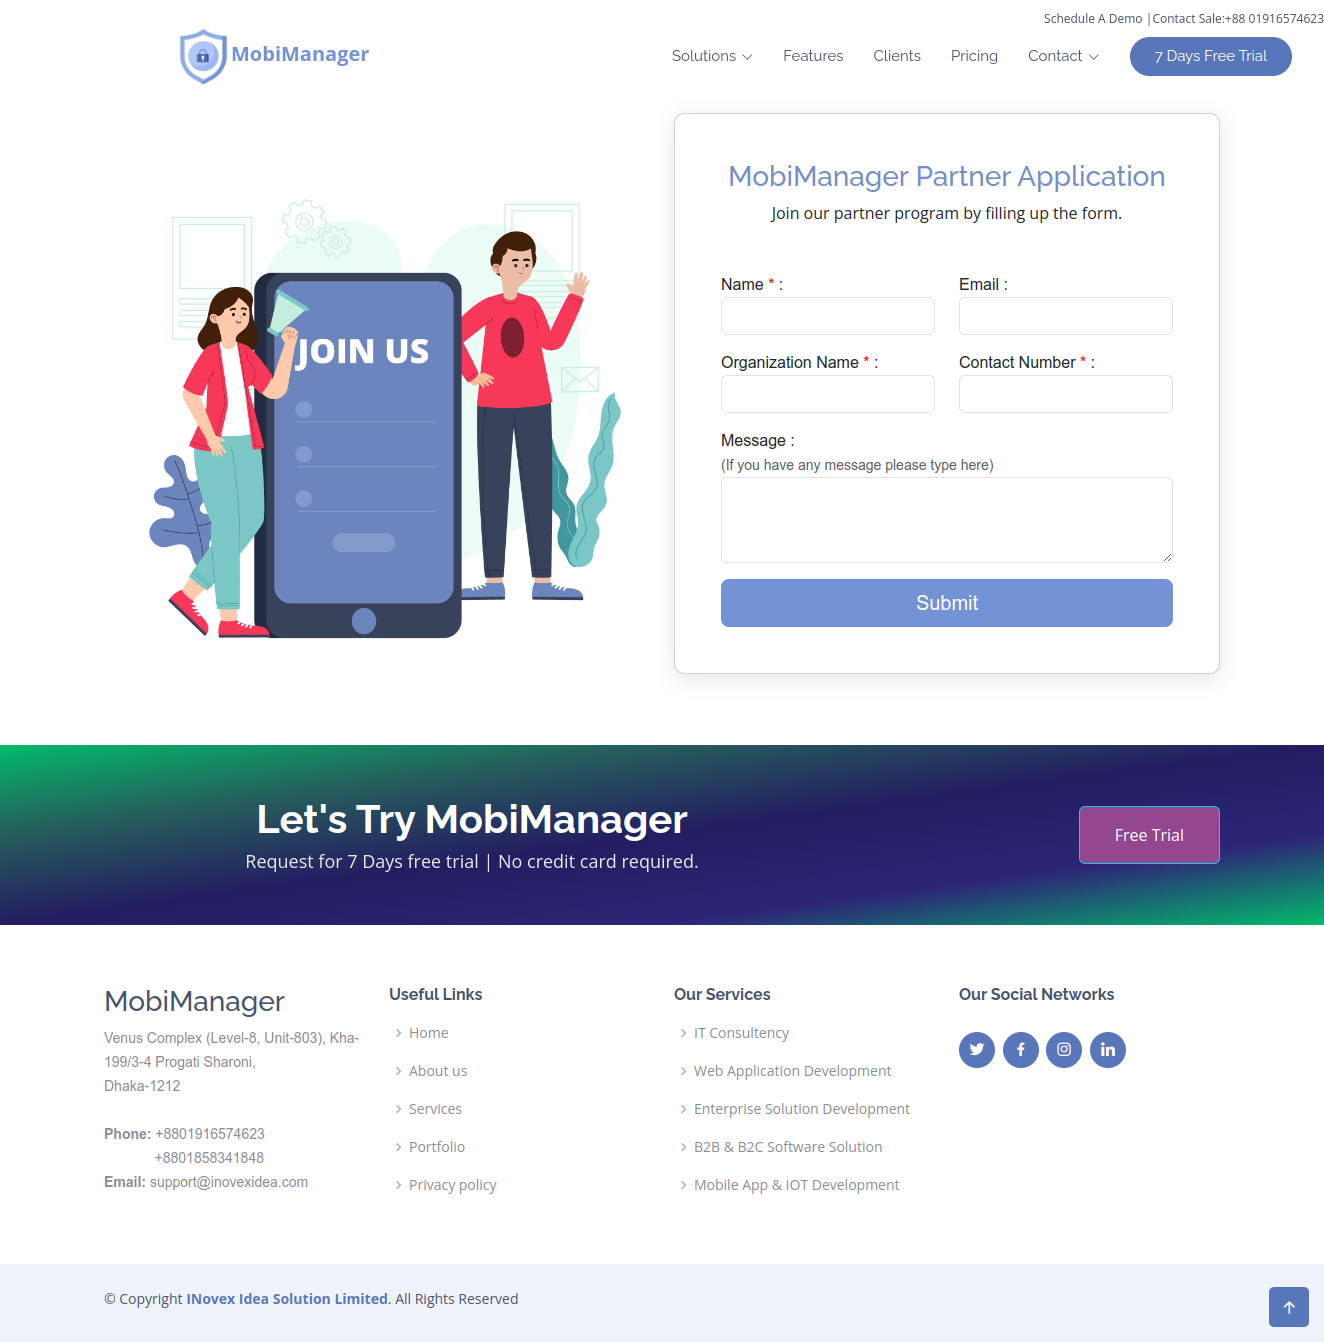 Schedule A Demo |Contact Sale:+88 01916574623
MobiManager
Solutions
Features
Clients
Pricing
Contact
7 Days Free Trial
JOIN US
MobiManager Partner Application
Join our partner program by filling up the form.
Name * :
Email :
Organization Name * :
Contact Number * :
Message :
(If you have any message please type here)
Submit
Let's Try MobiManager
Request for 7 Days free trial | No credit card required.
Free Trial
MobiManager
Venus Complex (Level-8, Unit-803), Kha-
199/3-4 Progati Sharoni,
Dhaka-1212
Phone: +8801916574623
+8801858341848
Email: support@inovexidea.com
Useful Links
Home
About us
Services
Portfolio
Privacy policy
Our Services
IT Consultency
Web Application Development
Enterprise Solution Development
B2B & B2C Software Solution
Mobile App & IOT Development
Our Social Networks
© Copyright INovex Idea Solution Limited. All Rights Reserved